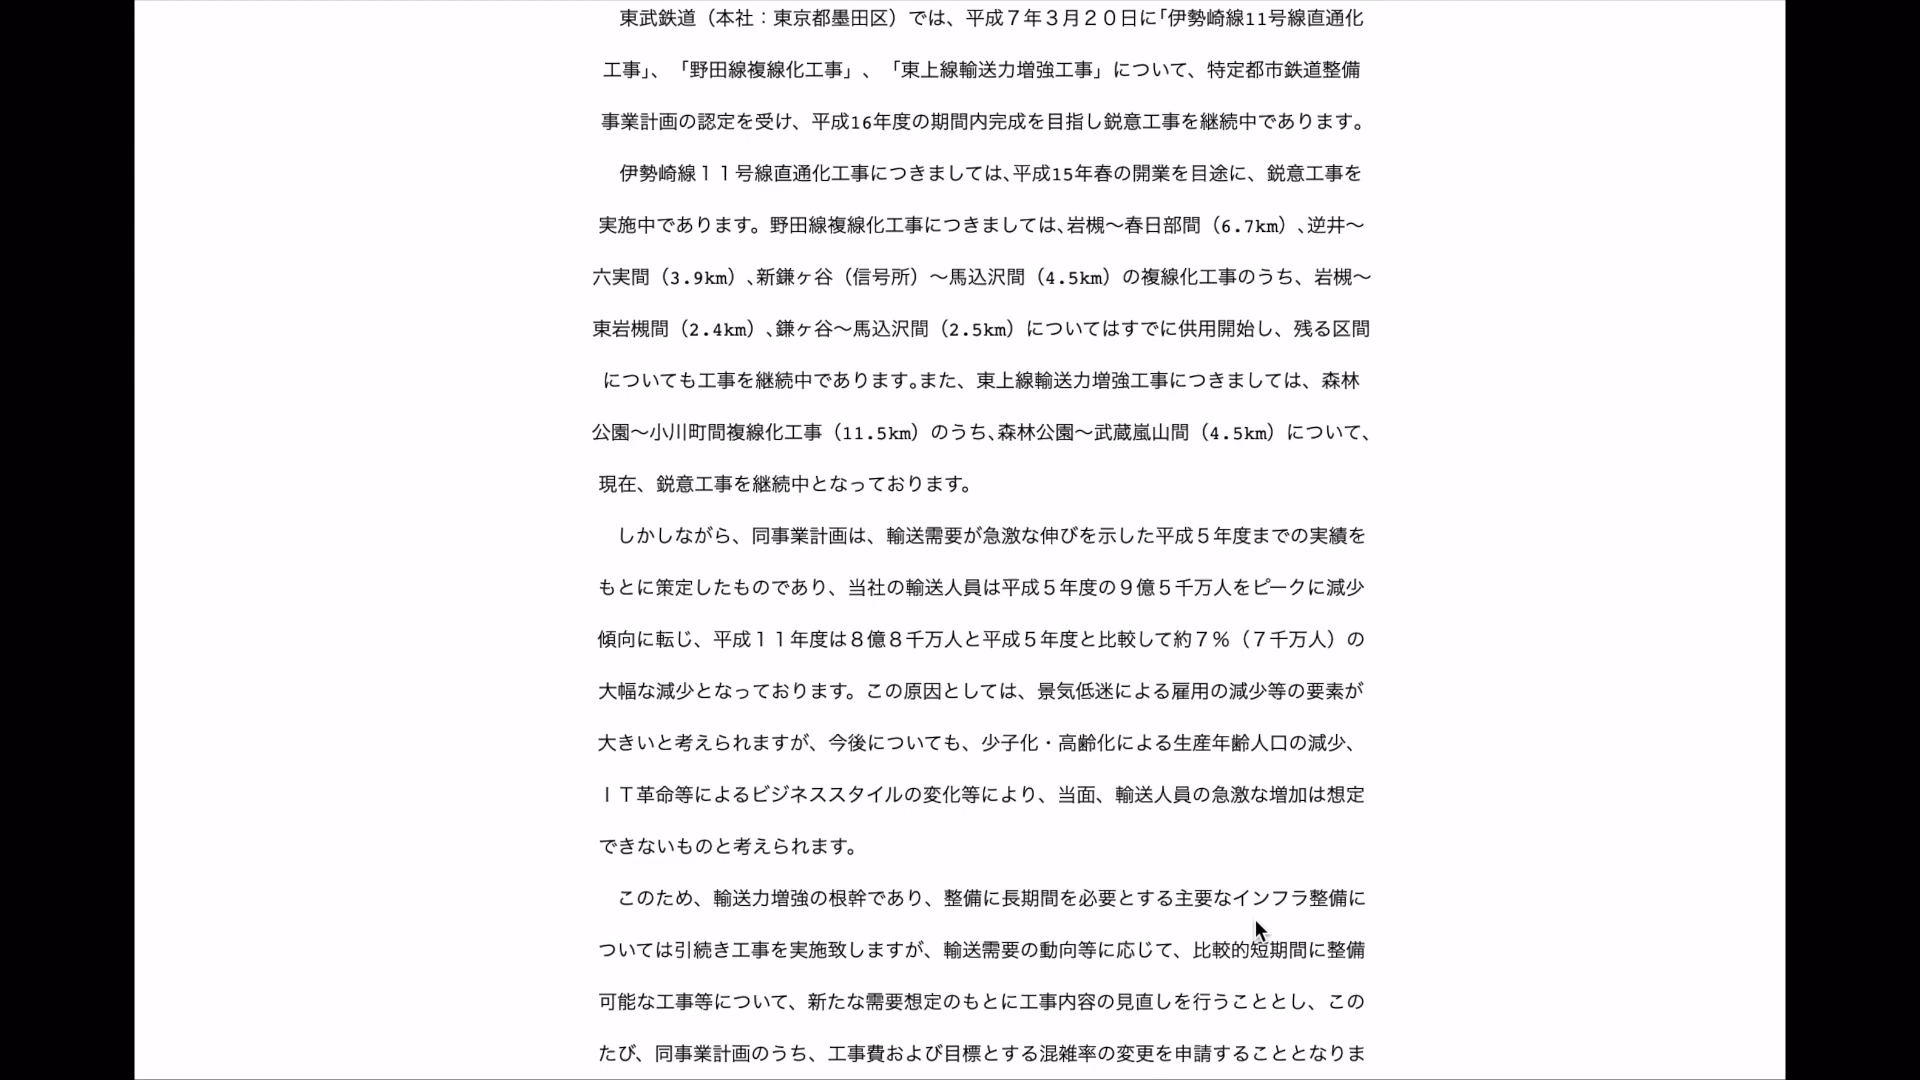 東武鉄道（本社：東京都墨田区）では、平成７年３月２０日に｢伊勢崎線11号線直通化
工事｣、「野田線複線化工事」、「東上線輸送力増強工事」について、特定都市鉄道整備
事業計画の認定を受け、平成16年度の期間内完成を目指し鋭意工事を継続中であります。
伊勢崎線１１号線直通化工事につきましては､平成15年春の開業を目途に、鋭意工事を
実施中であります。野田線複線化工事につきましては､岩槻～春日部間（6.7km）､逆井～
六実間（3.9km）､新鎌ヶ谷（信号所）～馬込沢間（4.5km）の複線化工事のうち、岩槻～
東岩槻間（2.4km）､鎌ヶ谷～馬込沢間（2.5km）についてはすでに供用開始し、残る区間
についても工事を継続中であります｡また、東上線輸送力増強工事につきましては、森林
公園～小川町間複線化工事（11.5km）のうち､森林公園～武蔵嵐山間（4.5km）について、
現在、鋭意工事を継続中となっております。
しかしながら、同事業計画は、輸送需要が急激な伸びを示した平成５年度までの実績を
もとに策定したものであり、当社の輸送人員は平成５年度の９億５千万人をピークに減少
傾向に転じ、平成１１年度は８億８千万人と平成５年度と比較して約７％（７千万人）の
大幅な減少となっております。この原因としては、景気低迷による雇用の減少等の要素が
大きいと考えられますが、今後についても、少子化・高齢化による生産年齢人口の減少、
ＩＴ革命等によるビジネススタイルの変化等により、当面、輸送人員の急激な増加は想定
できないものと考えられます。
このため、輸送力増強の根幹であり、整備に長期間を必要とする主要なインフラ整備に
ついては引続き工事を実施致しますが、輸送需要の動向等に応じて、比較的短期間に整備
可能な工事等について、新たな需要想定のもとに工事内容の見直しを行うこととし、この
たび、同事業計画のうち、工事費および目標とする混雑率の変更を申請することとなりま